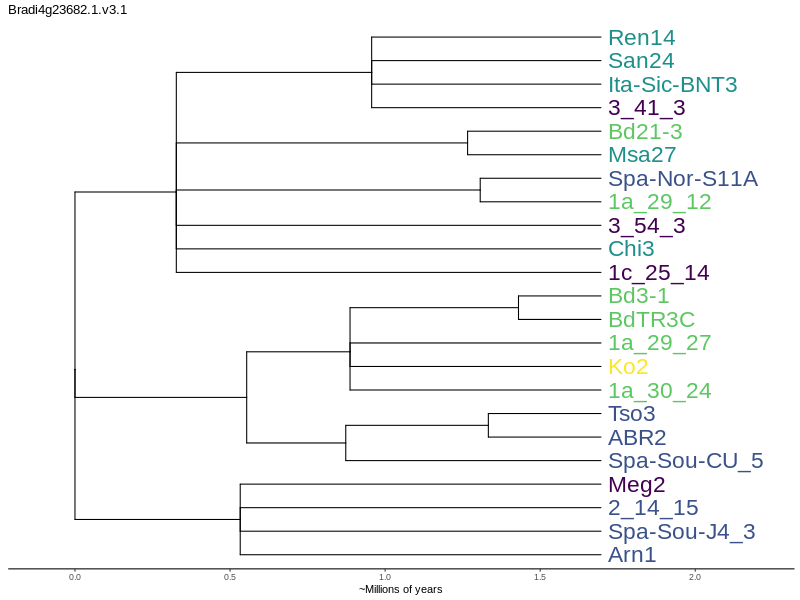 Bradi4g23682.1.v3.1
Ren14
San24
Ita-Sic-BNT3
3_41_3
Bd21-3
Msa27
Spa-Nor-S11A
1a_29_12
3_54_3
Chi3
1c_25_14
Bd3-1
BdTR3C
1a_29_27
Ko2
1a_30_24
Tso3
ABR2
Spa-Sou-CU_5
Meg2
2_14_15
Spa-Sou-J4_3
Arn1
0.0 0.5 1.0 1.5 2.0
~Millions of years